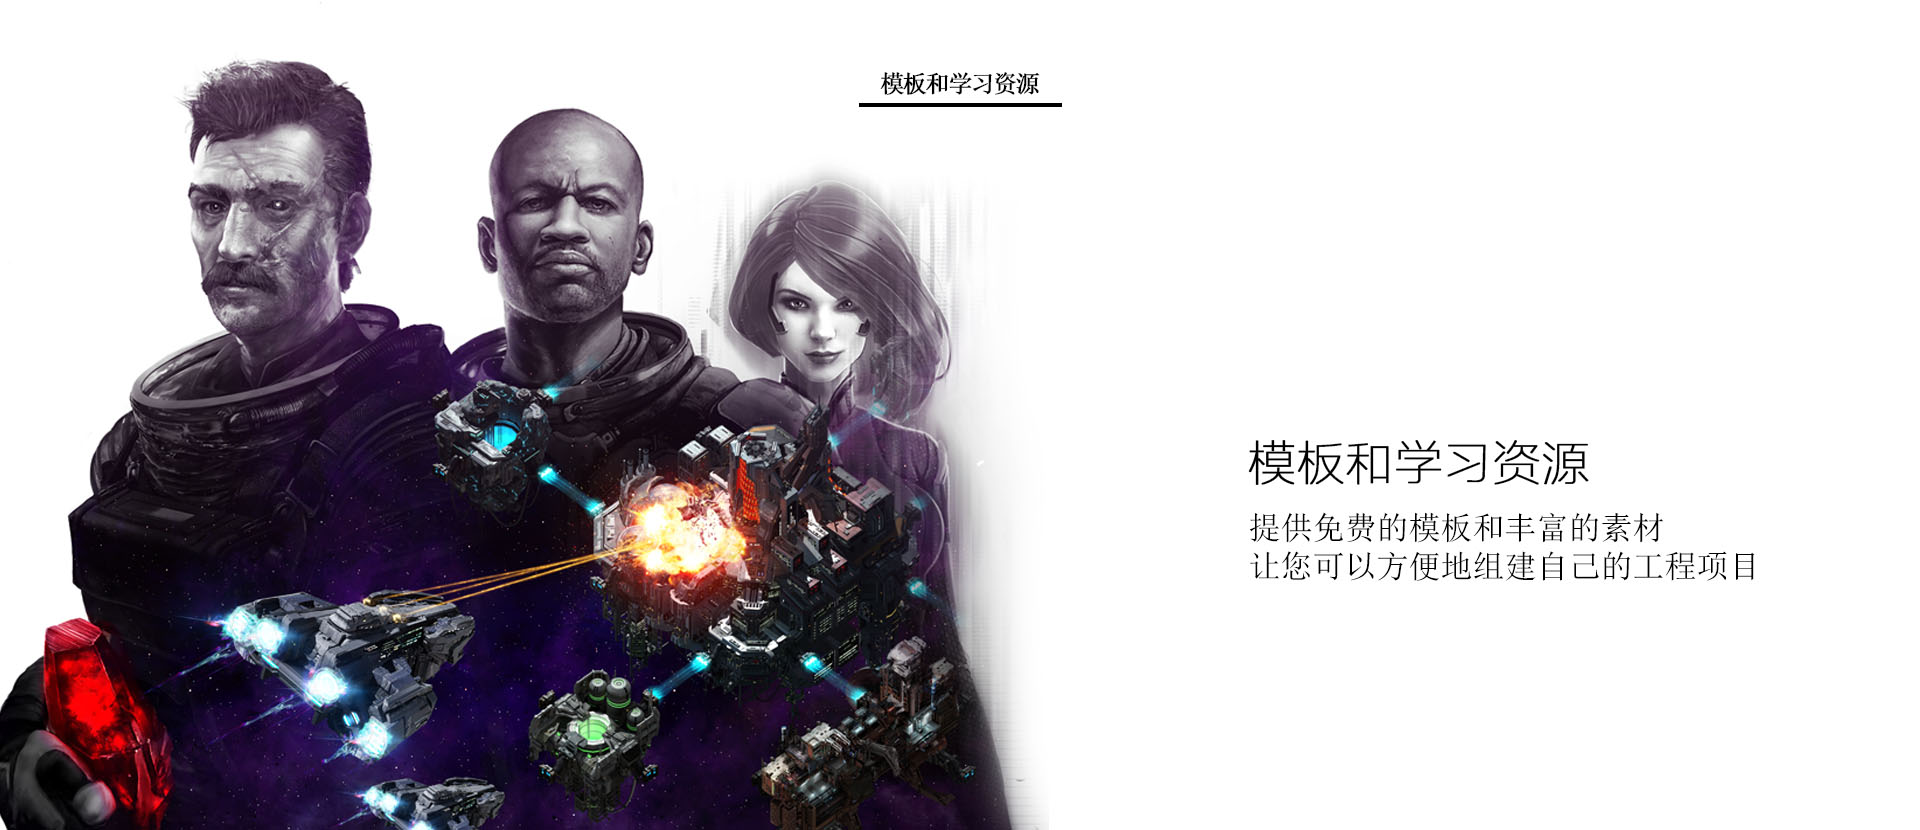 模板和学习资源
模板和学习资源
提供免费的模板和丰富的素材
让您可以方便地组建自己的工程项目